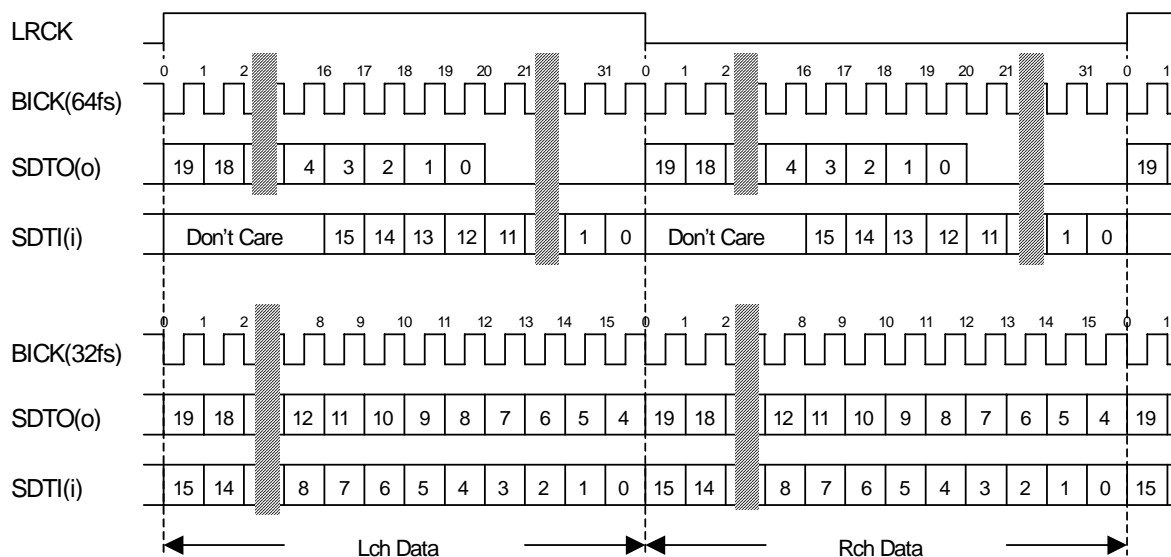 LRCK
0 1 2 16 17 18 19 20 21 31 0 1 2 16 17 18 19 20 21 31 0 1
BICK(64fs)
SDTO(o) 19 18 4 3 2 1 0 19 18 4 3 2 1 0 19
SDTI(i) Don't Care 15 14 13 12 11 1 0 Don't Care 15 14 13 12 11 1 0
0 1 2 8 9 10 11 12 13 14 15 0 1 2 8 9 10 11 12 13 14 15 0 1
BICK(32fs)
SDTO(o) 19 18 12 11 10 9 8 7 6 5 4 19 18 12 11 10 9 8 7 6 5 4 19
SDTI(i) 15 14 8 7 6 5 4 3 2 1 0 15 14 8 7 6 5 4 3 2 1 0 15
Lch Data Rch Data